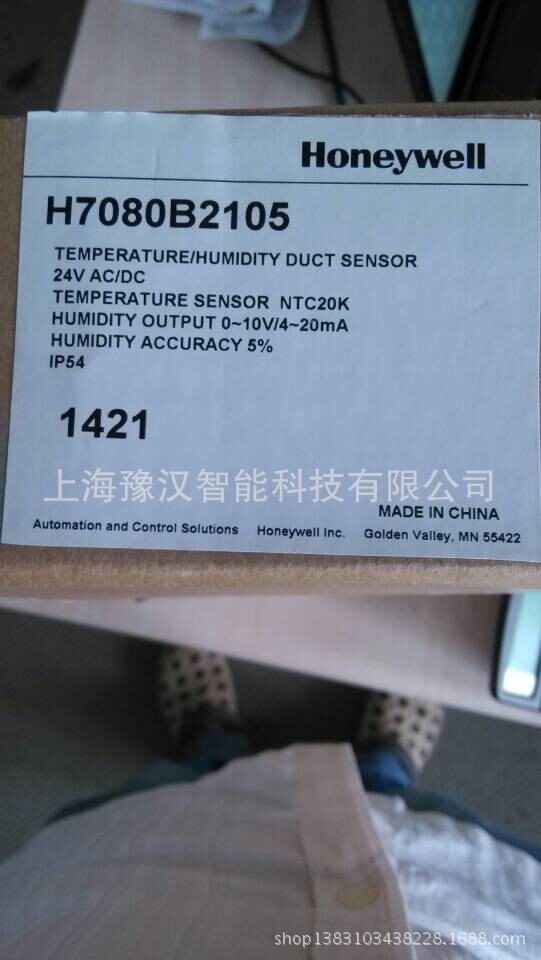 Honeywell
H7080B2105
TEMPERATURE/HUMIDITY DUCT SENSOR
24V AC/DC
TEMPERATURE SENSOR NTC20K
HUMIDITY OUTPUT 0~10V/4~20mA
HUMIDITY ACCURACY 5%
IP54
1421
上海豫汉智能科技有限公司
MADE IN CHINA
Automation and Control Solutions Honeywell Inc. Golden Valley, MN 55422
shop1383103438228.1688.com